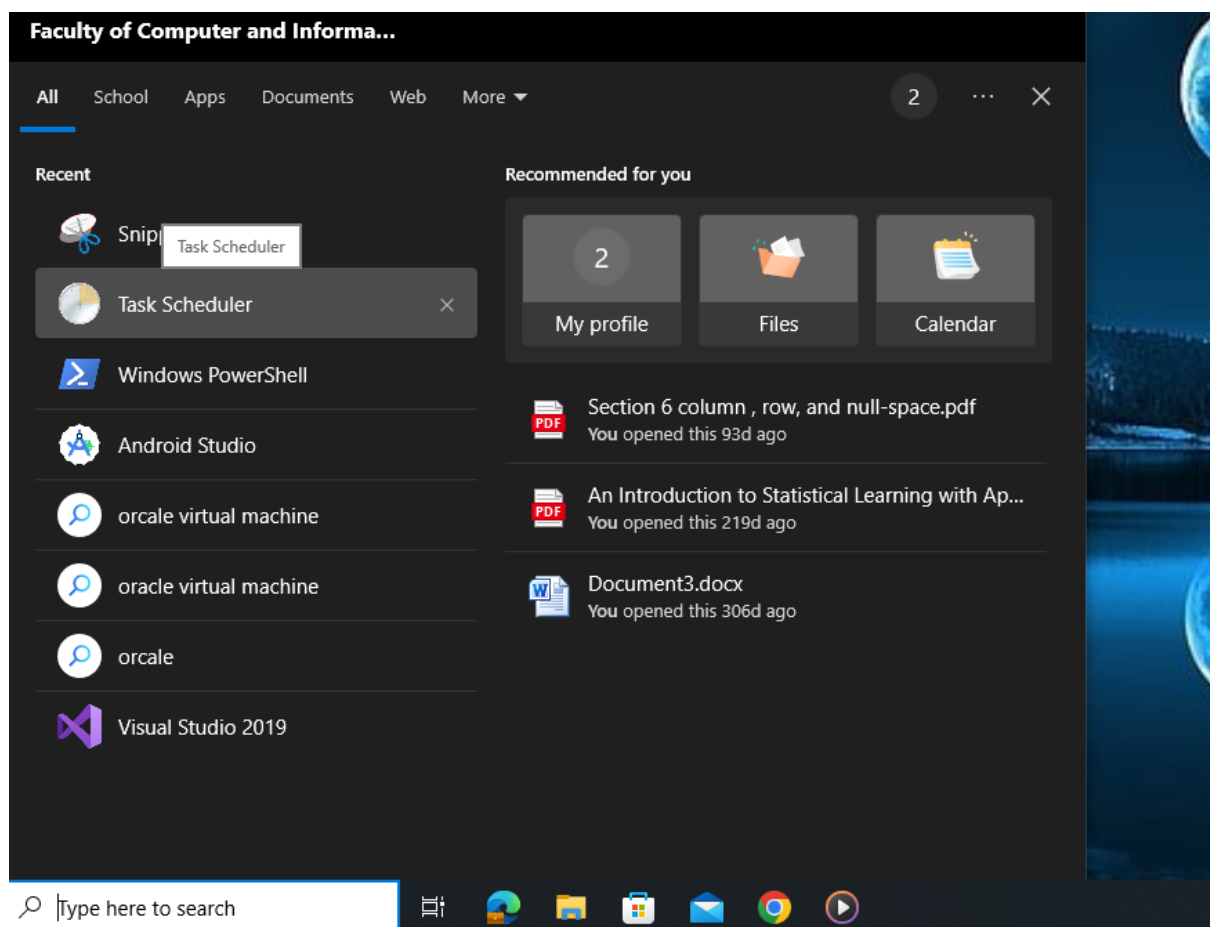 Faculty of Computer and Informa...
All School Apps Documents Web More 2 ...
Recent
Snip
Task Scheduler
Task Scheduler
Windows PowerShell
Android Studio
orcale virtual machine
oracle virtual machine
orcale
Visual Studio 2019
Recommended for you
2
My profile
Files
Calendar
PDF
Section 6 column , row, and null-space.pdf
You opened this 93d ago
PDF
An Introduction to Statistical Learning with Ap...
You opened this 219d ago
W
Document3.docx
You opened this 306d ago
Type here to search